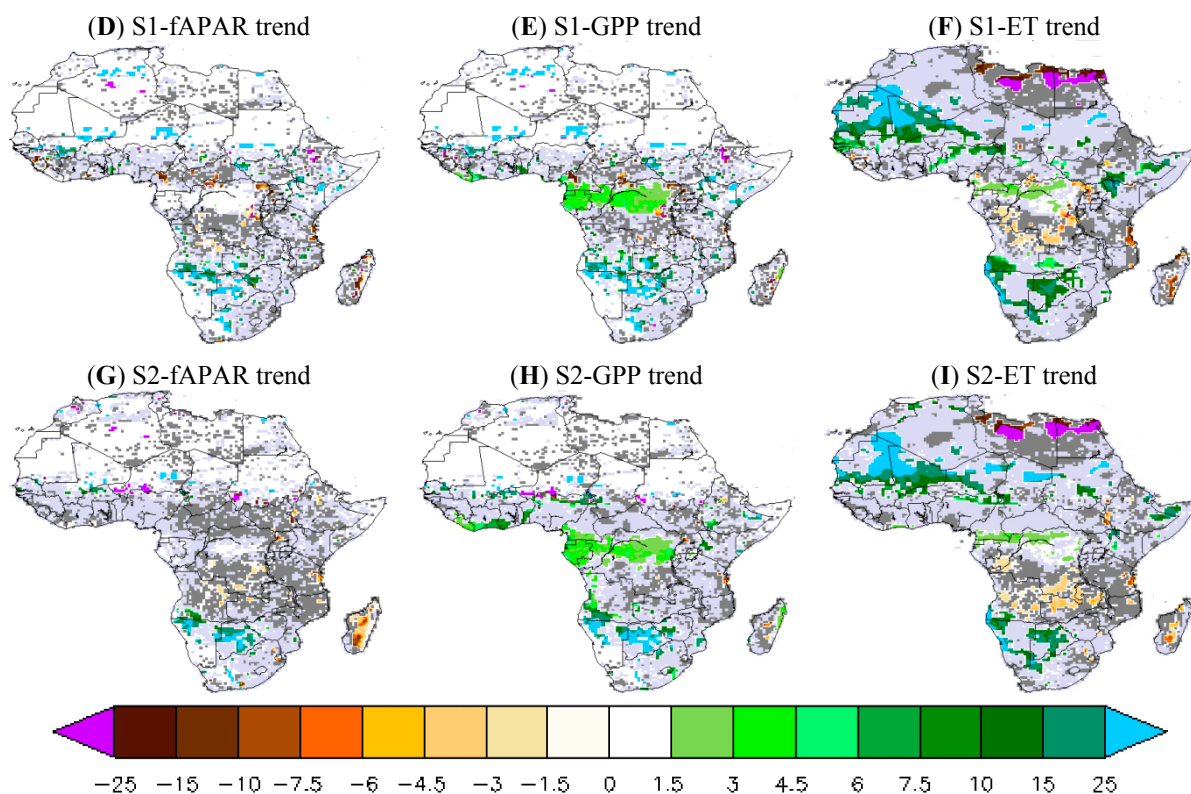 (D) S1-fAPAR trend (E) S1-GPP trend (F) S1-ET trend
(G) S2-fAPAR trend (H) S2-GPP trend (I) S2-ET trend
−25 −15 −10 −7.5 −6 −4.5 −3 −1.5 0 1.5 3 4.5 6 7.5 10 15 25